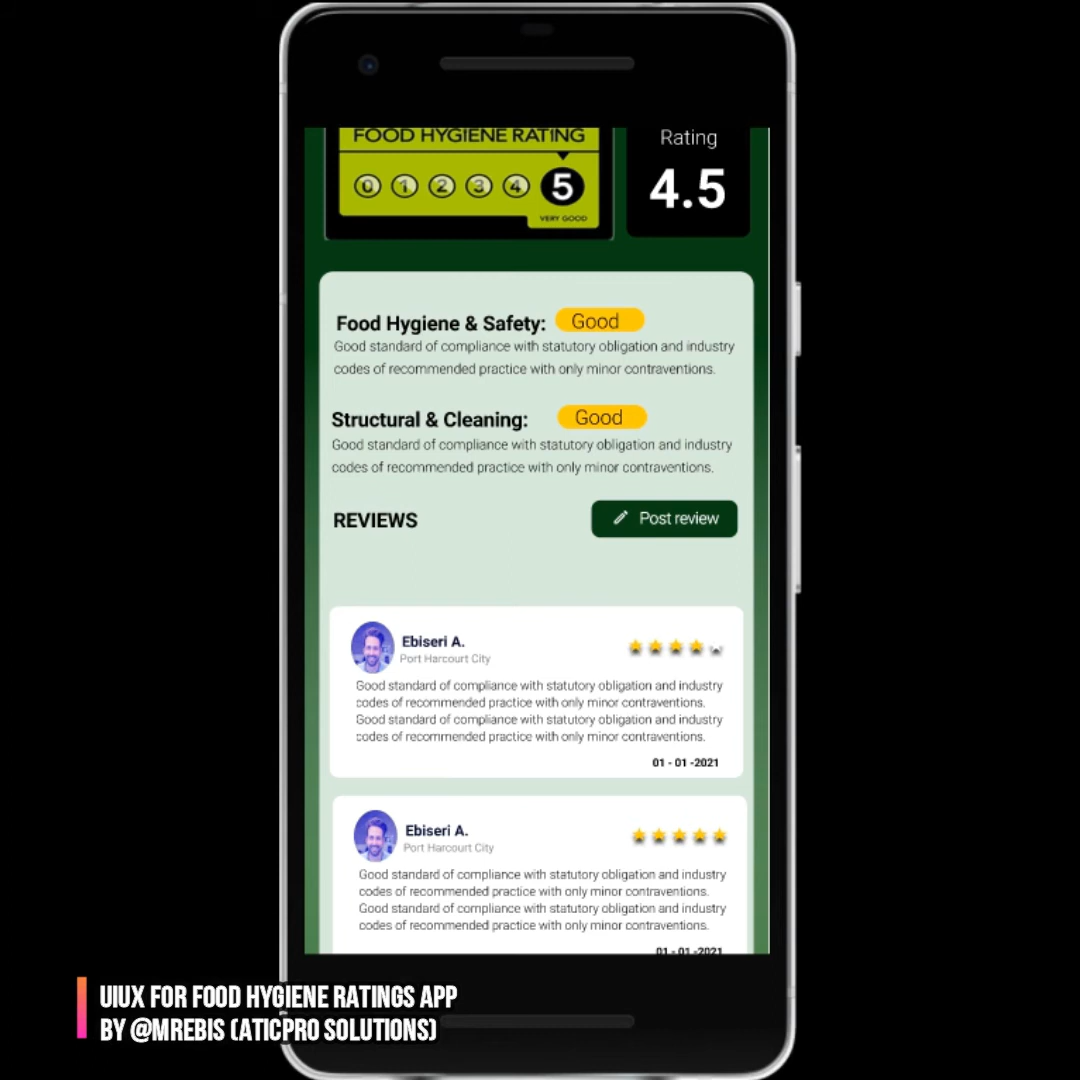 FOOD HYGIENE RATING
0 1 2 3 4 5
VERY GOOD
Rating
4.5
Food Hygiene & Safety: Good
Good standard of compliance with statutory obligation and industry
codes of recommended practice with only minor contraventions.
Structural & Cleaning: Good
Good standard of compliance with statutory obligation and industry
codes of recommended practice with only minor contraventions.
REVIEWS
Post review
Ebiseri A.
Port Harcourt City
Good standard of compliance with statutory obligation and industry
codes of recommended practice with only minor contraventions.
Good standard of compliance with statutory obligation and industry
codes of recommended practice with only minor contraventions.
01 - 01 -2021
Ebiseri A.
Port Harcourt City
Good standard of compliance with statutory obligation and industry
codes of recommended practice with only minor contraventions.
Good standard of compliance with statutory obligation and industry
codes of recommended practice with only minor contraventions.
01 - 01 -2021
UIUX FOR FOOD HYGIENE RATINGS APP
BY @MREBIS (ATICPRO SOLUTIONS)